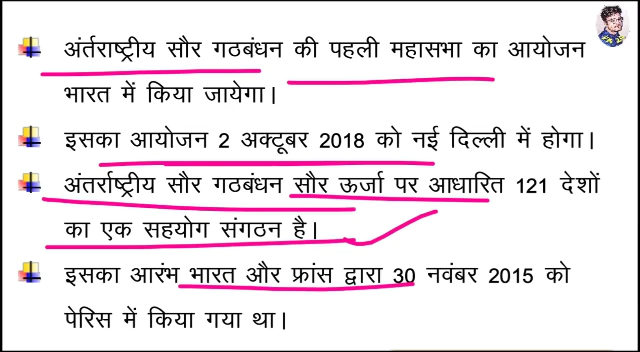 अंर्तराष्ट्रीय सौर गठबंधन की पहली महासभा का आयोजन
भारत में किया जायेगा।
इसका आयोजन 2 अक्टूबर 2018 को नई दिल्ली में होगा।
अंतर्राष्ट्रीय सौर गठबंधन सौर ऊर्जा पर आधारित 121 देशों
का एक सहयोग संगठन है।
इसका आरंभ भारत और फ्रांस द्वारा 30 नवंबर 2015 को
पेरिस में किया गया था।